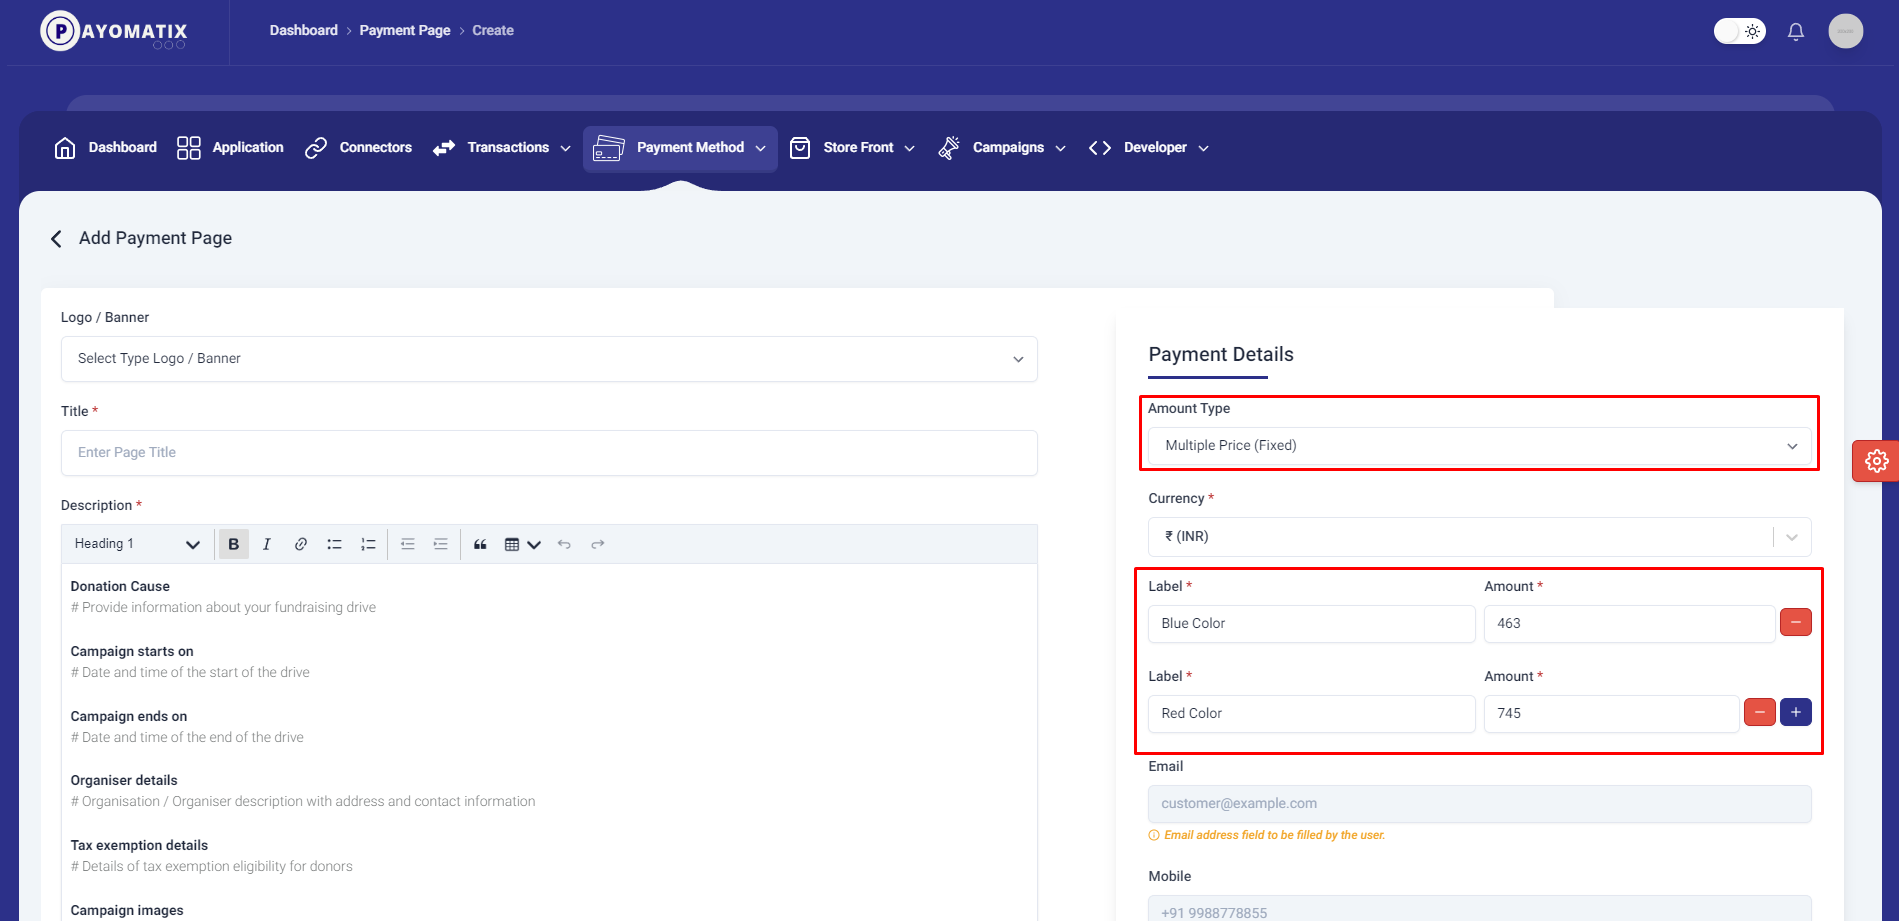 PAYOMATIX
Dashboard > Payment Page > Create
Dashboard Application Connectors Transactions Payment Method Store Front Campaigns Developer
Add Payment Page
Logo / Banner
Select Type Logo / Banner
Title *
Enter Page Title
Description *
Heading 1 B I
Donation Cause
# Provide information about your fundraising drive
Campaign starts on
# Date and time of the start of the drive
Campaign ends on
# Date and time of the end of the drive
Organiser details
# Organisation / Organiser description with address and contact information
Tax exemption details
# Details of tax exemption eligibility for donors
Campaign images
Payment Details
Amount Type
Multiple Price (Fixed)
Currency *
₹ (INR)
Label * Amount *
Blue Color 463
Label * Amount *
Red Color 745
Email
customer@example.com
Email address field to be filled by the user.
Mobile
+91 9988778855